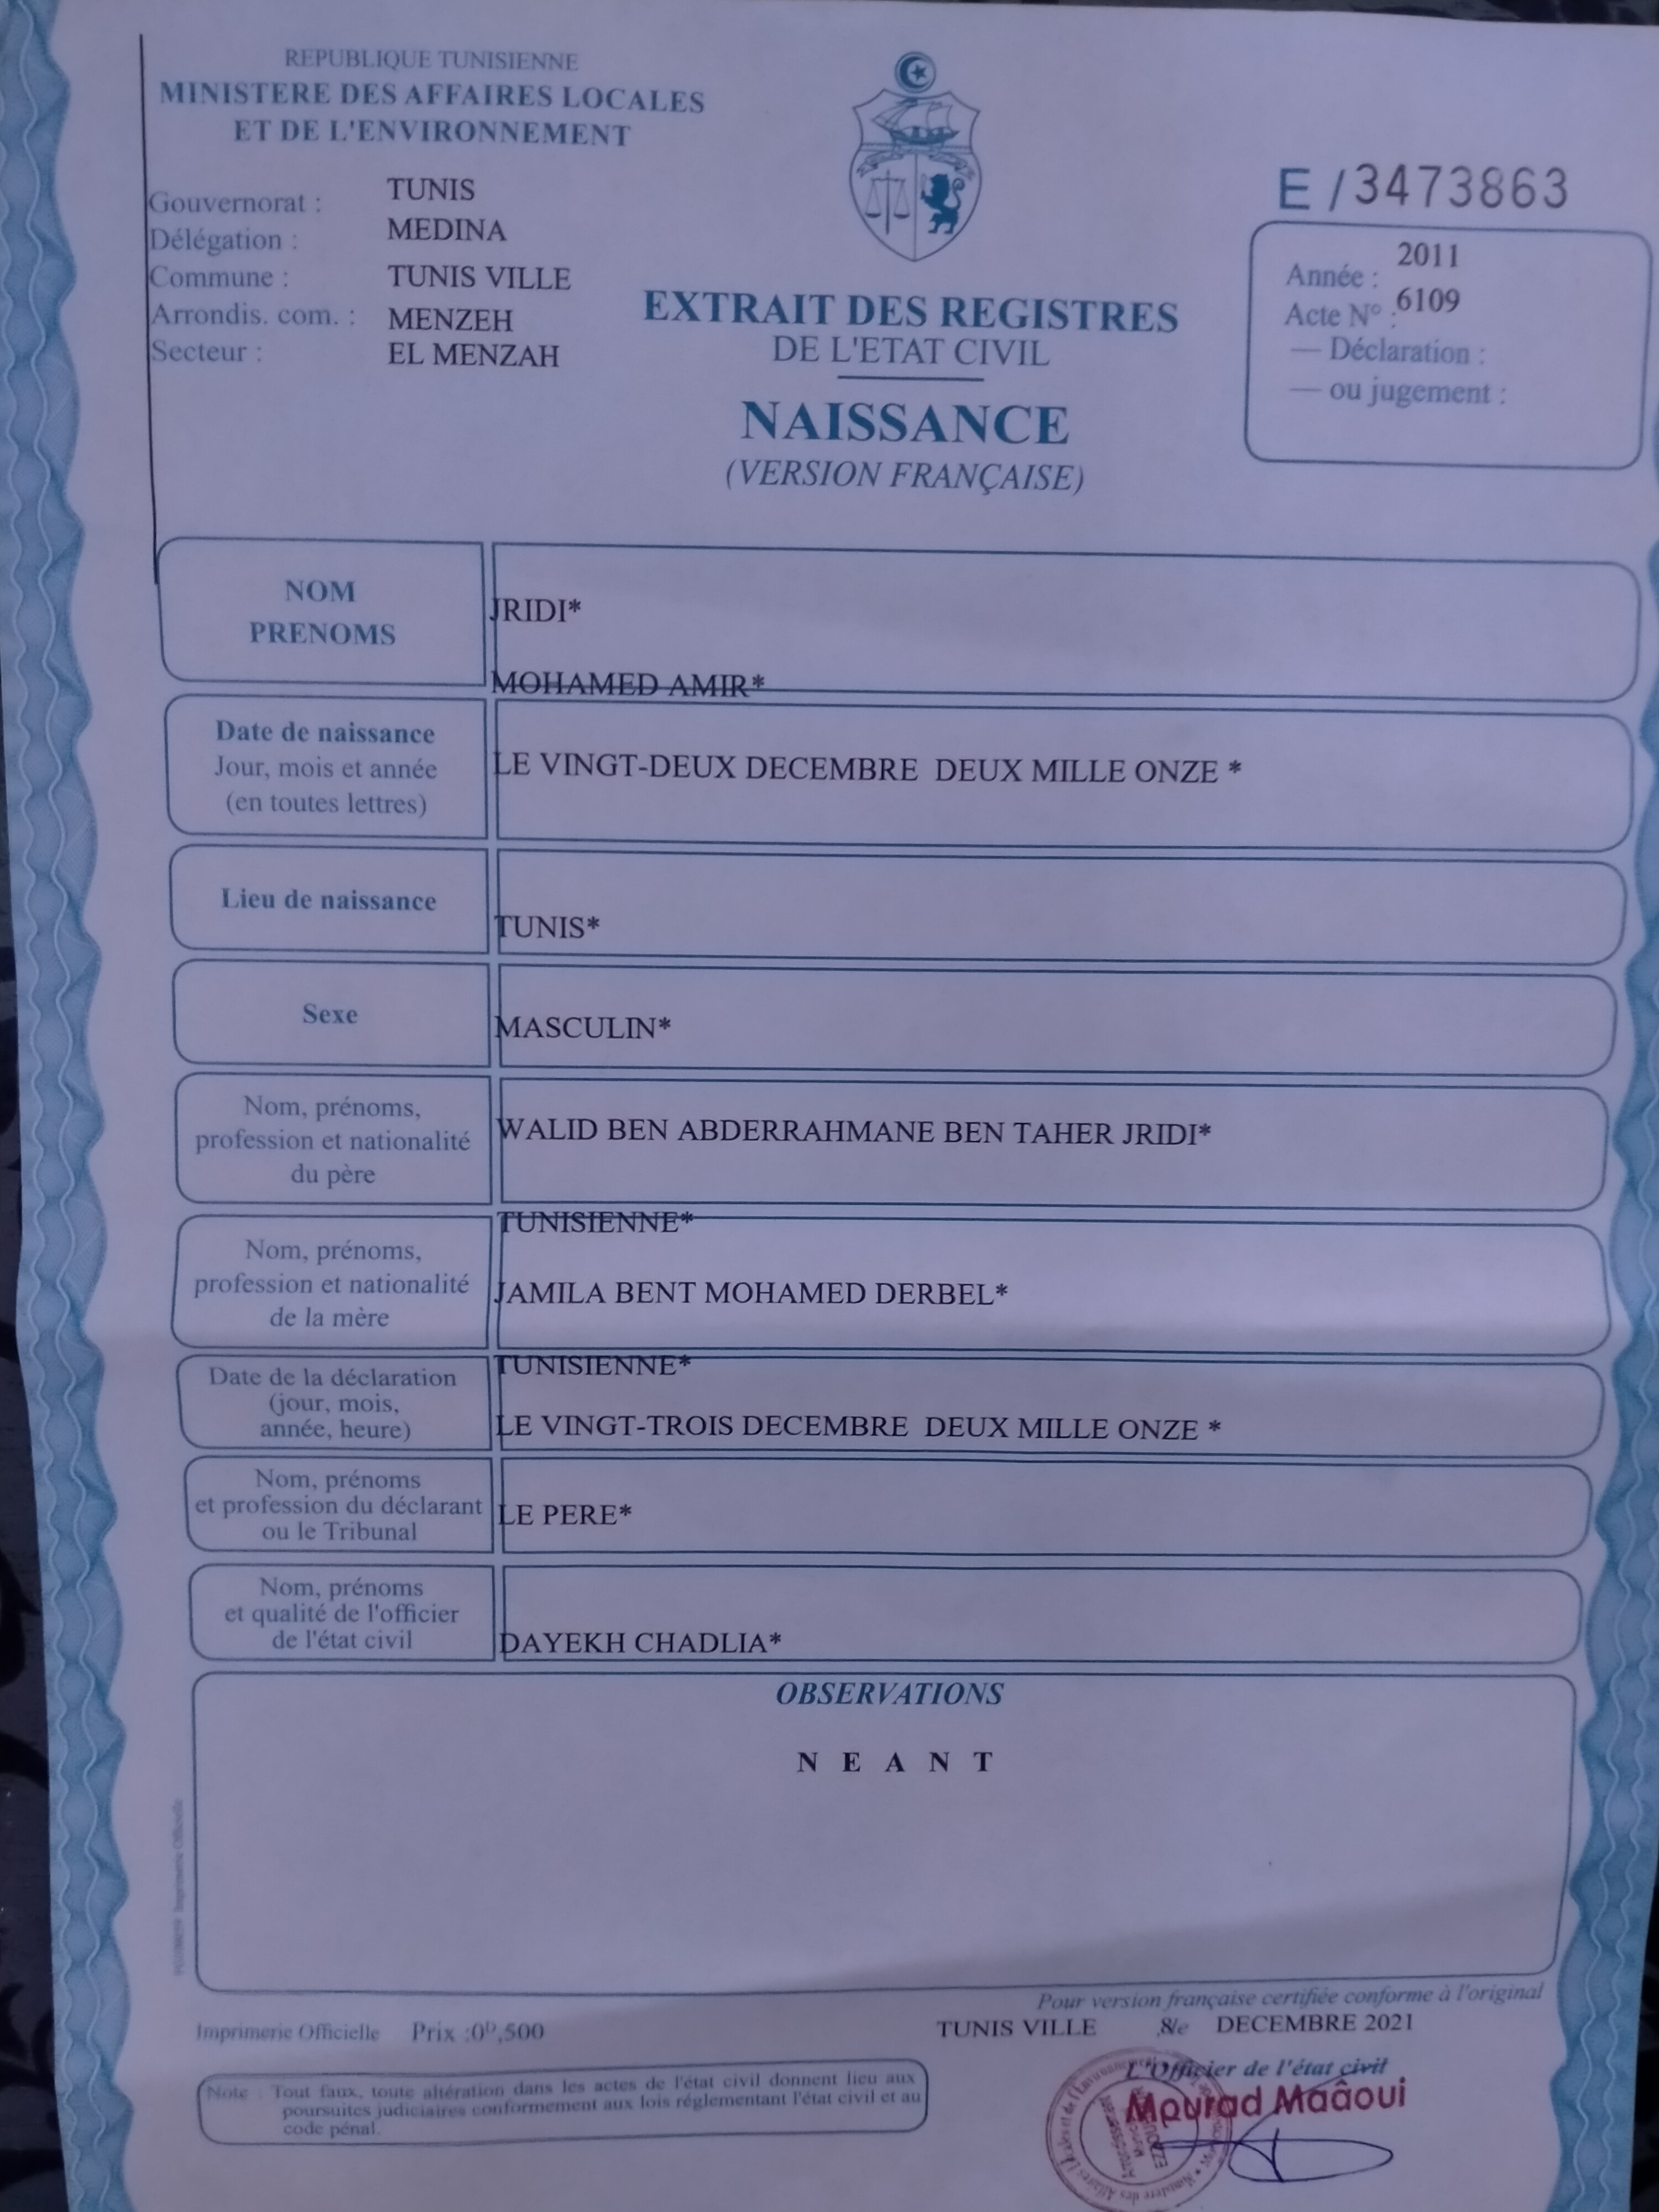 REPUBLIQUE TUNISIENNE
MINISTERE DES AFFAIRES LOCALES
ET DE L'ENVIRONNEMENT
Gouvernorat : TUNIS
Délégation : MEDINA
Commune : TUNIS VILLE
Arrondis. com. : MENZEH
Secteur : EL MENZAH
EXTRAIT DES REGISTRES
DE L'ETAT CIVIL
NAISSANCE
(VERSION FRANÇAISE)
E / 3473863
Année : 2011
Acte N° : 6109
— Déclaration :
— ou jugement :
NOM
PRENOMS
JRIDI*
MOHAMED AMIR*
Date de naissance
Jour, mois et année
(en toutes lettres)
LE VINGT-DEUX DECEMBRE DEUX MILLE ONZE *
Lieu de naissance
TUNIS*
Sexe
MASCULIN*
Nom, prénoms,
profession et nationalité
du père
WALID BEN ABDERRAHMANE BEN TAHER JRIDI*
TUNISIENNE*
Nom, prénoms,
profession et nationalité
de la mère
JAMILA BENT MOHAMED DERBEL*
TUNISIENNE*
Date de la déclaration
(jour, mois,
année, heure)
LE VINGT-TROIS DECEMBRE DEUX MILLE ONZE *
Nom, prénoms
et profession du déclarant
ou le Tribunal
LE PERE*
Nom, prénoms
et qualité de l'officier
de l'état civil
DAYEKH CHADLIA*
OBSERVATIONS
N E A N T
Imprimerie Officielle
Pour version française certifiée conforme à l'original
Imprimerie Officielle Prix :0ᴰ,500
TUNIS VILLE 8le DECEMBRE 2021
L'Officier de l'état civil
Mourad Maâoui
Note : Tout faux, toute altération dans les actes de l'état civil donnent lieu aux
poursuites judiciaires conformement aux lois réglementant l'état civil et au
code pénal.